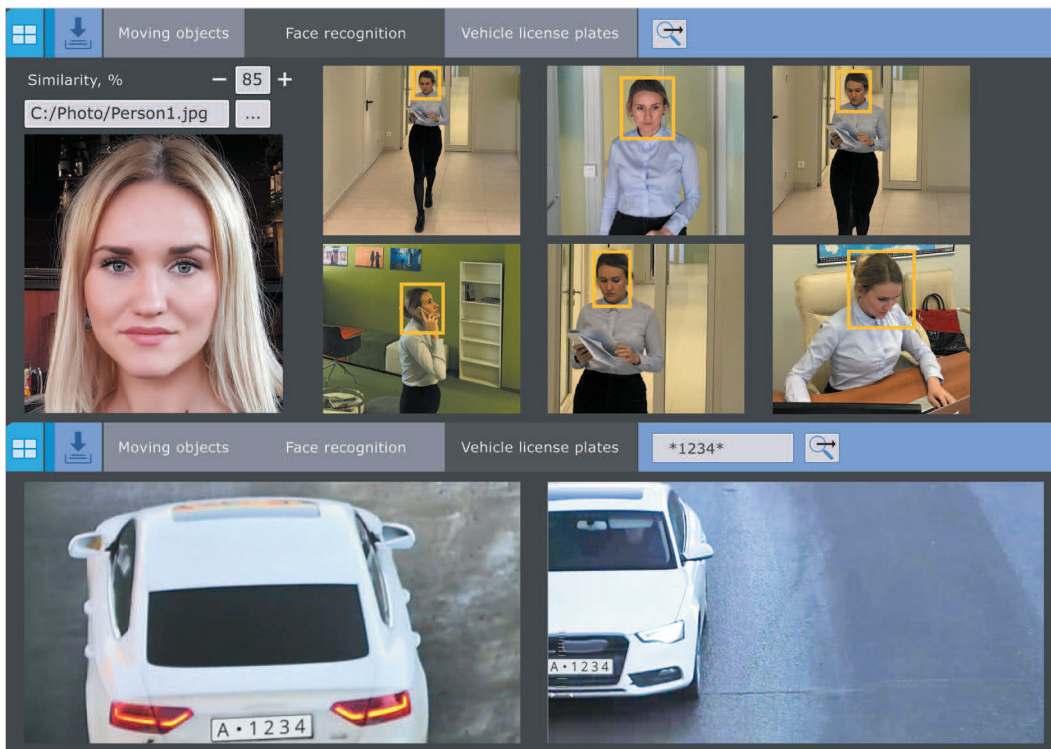 Moving objects Face recognition Vehicle license plates
Similarity, % − 85 +
C:/Photo/Person1.jpg ...
Moving objects Face recognition Vehicle license plates *1234*
A•1234
A•1234